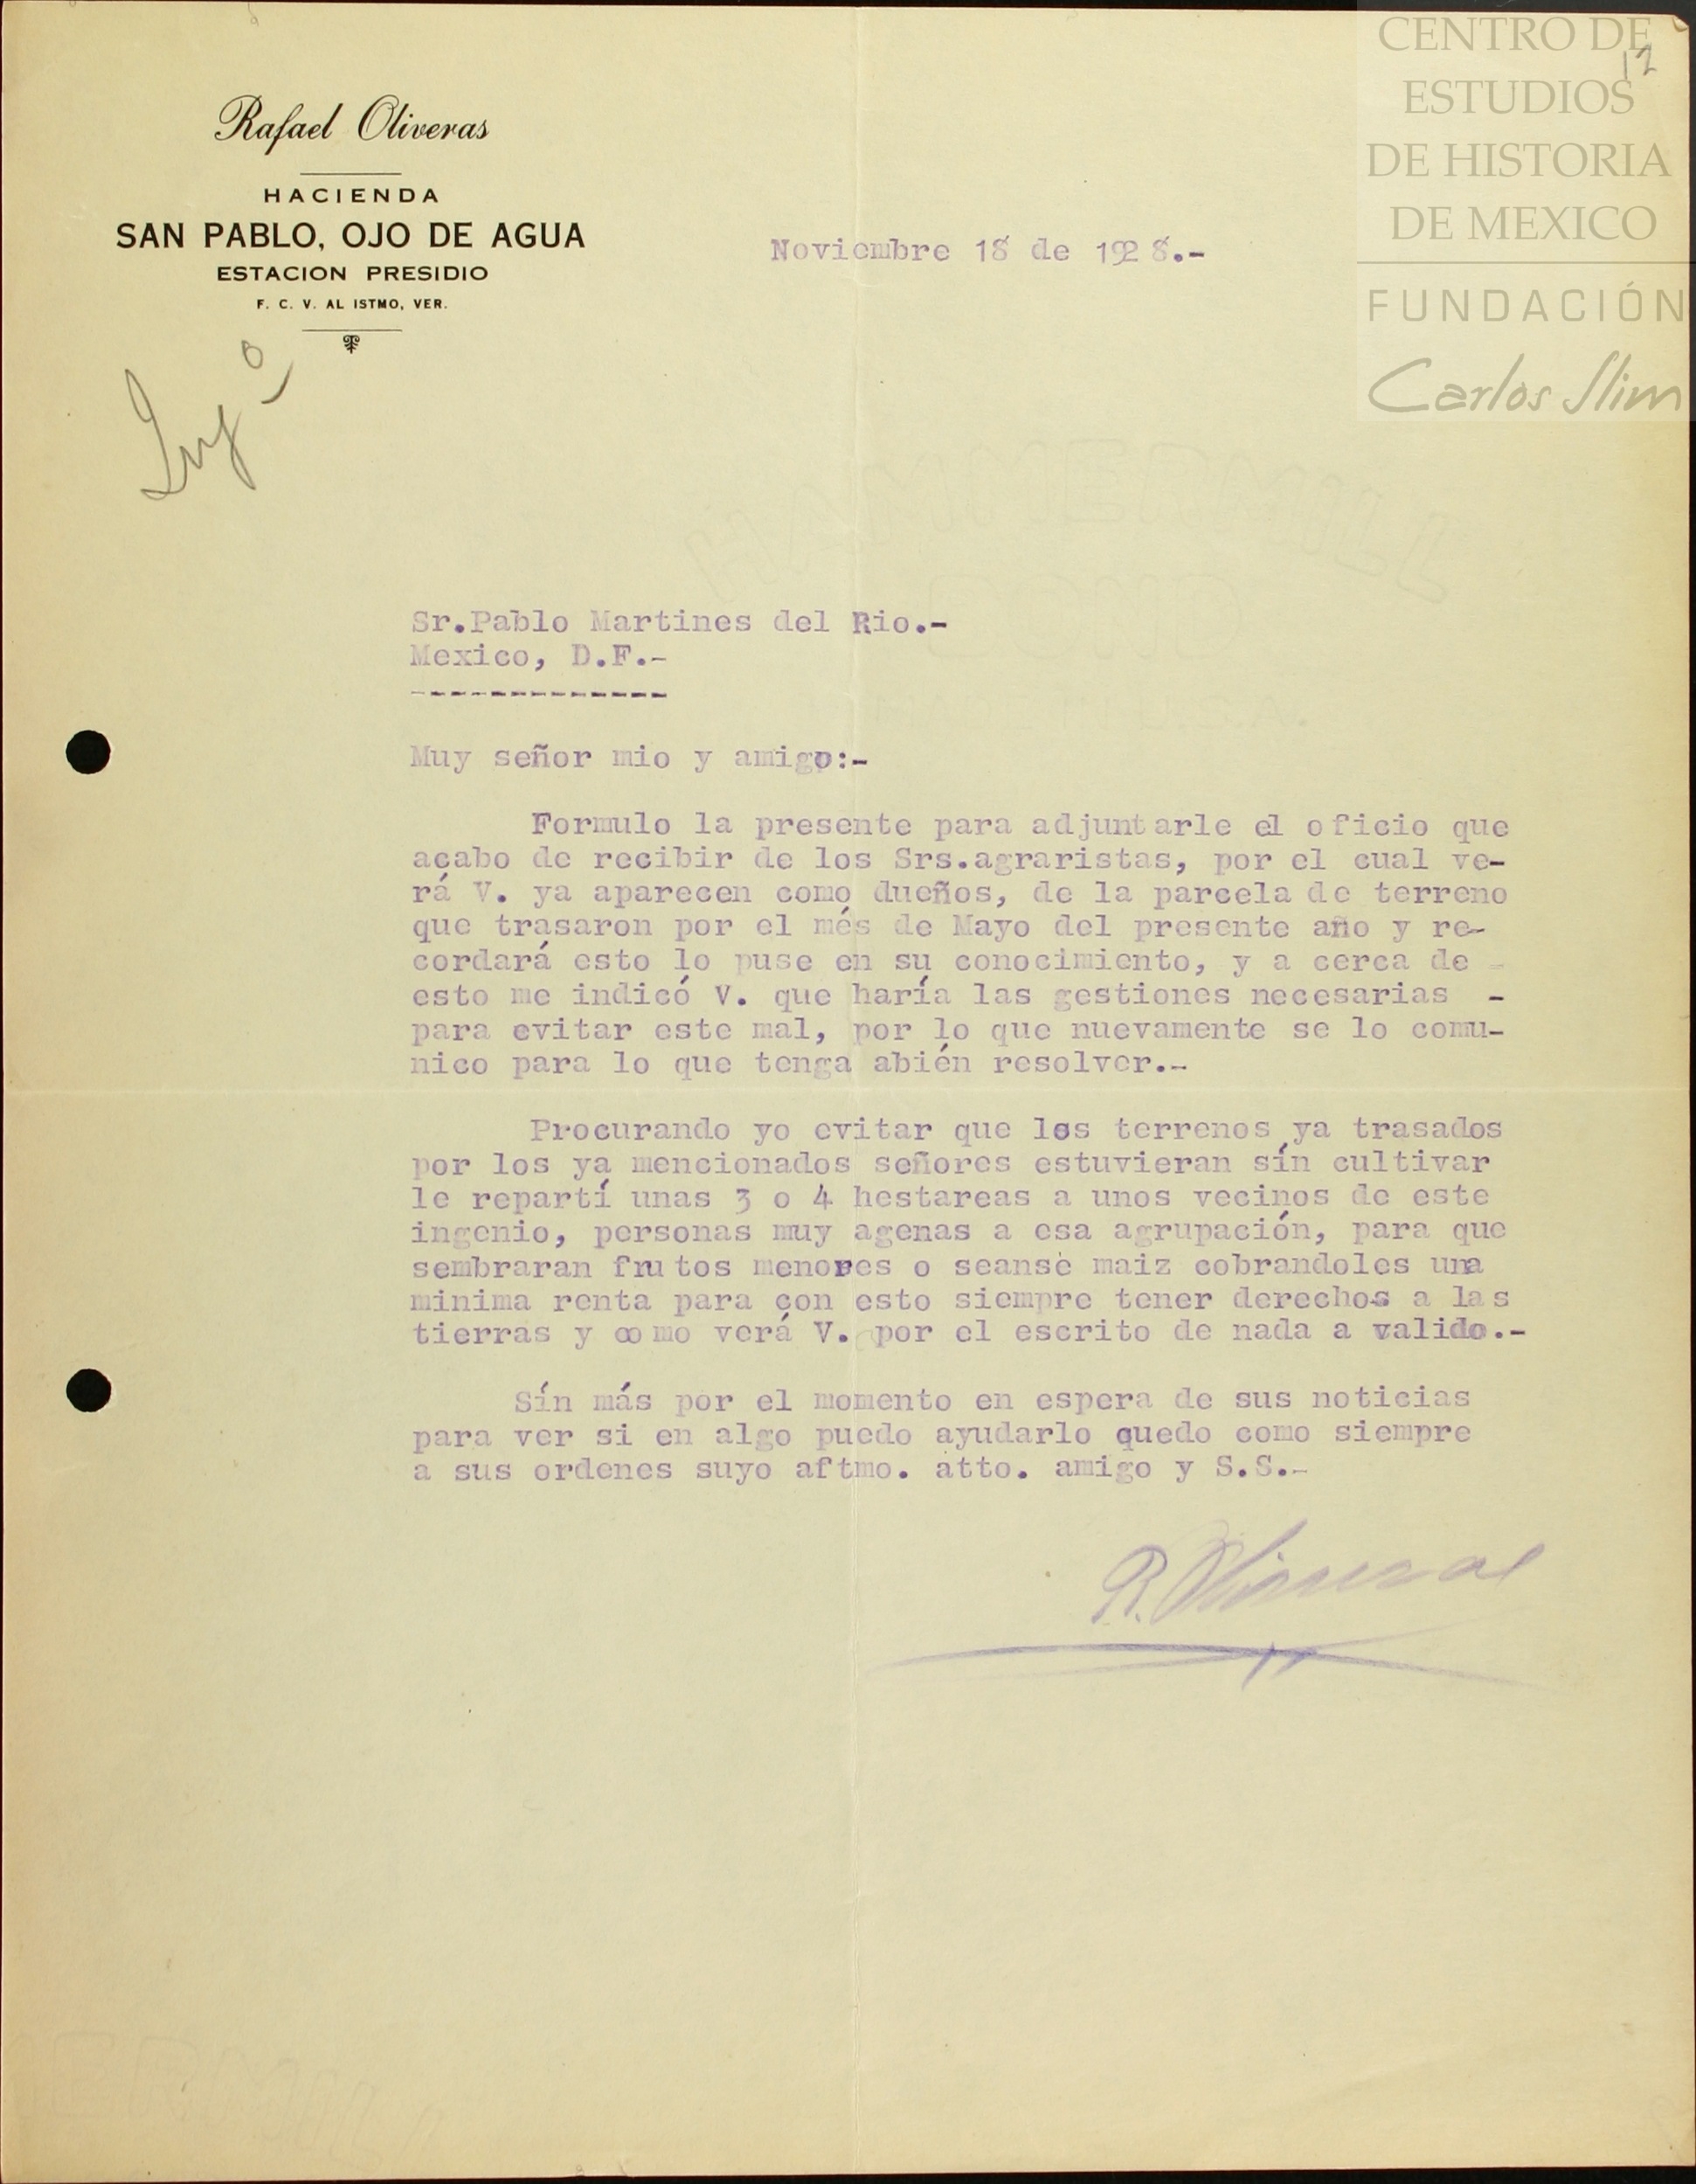 CENTRO DE
ESTUDIOS
DE HISTORIA
DE MEXICO
FUNDACIÓN
Carlos Slim
12
Rafael Oliveras
HACIENDA
SAN PABLO, OJO DE AGUA
ESTACION PRESIDIO
F. C. V. AL ISTMO, VER.
Noviembre 18 de 1928.-
Sr.Pablo Martines del Rio.-
Mexico, D.F.-
-------------
Muy señor mio y amigo:-
Formulo la presente para adjuntarle el oficio que
acabo de recibir de los Srs.agraristas, por el cual ve-
rá V. ya aparecen como dueños, de la parcela de terreno
que trasaron por el més de Mayo del presente año y re-
cordará esto lo puse en su conocimiento, y a cerca de -
esto me indicó V. que haría las gestiones necesarias -
para evitar este mal, por lo que nuevamente se lo comu-
nico para lo que tenga abién resolver.-
Procurando yo evitar que los terrenos ya trasados
por los ya mencionados señores estuvieran sín cultivar
le repartí unas 3 o 4 hestareas a unos vecinos de este
ingenio, personas muy agenas a esa agrupación, para que
sembraran frutos menores o seanse maiz cobrandoles una
minima renta para con esto siempre tener derechos a las
tierras y como verá V. por el escrito de nada a valido.-
Sín más por el momento en espera de sus noticias
para ver si en algo puedo ayudarlo quedo como siempre
a sus ordenes suyo aftmo. atto. amigo y S.S.-
R. Oliveras